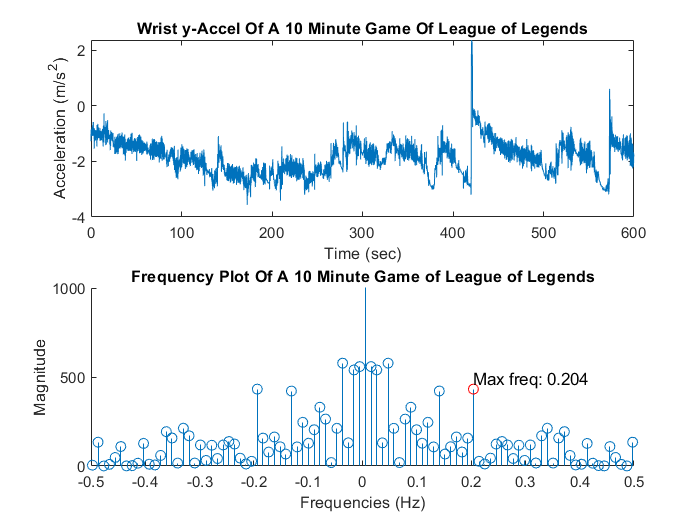 Wrist y-Accel Of A 10 Minute Game Of League of Legends
2
0
-2
-4
Acceleration (m/s2)
0 100 200 300 400 500 600
Time (sec)
Frequency Plot Of A 10 Minute Game of League of Legends
1000
500
0
Magnitude
Max freq: 0.204
-0.5 -0.4 -0.3 -0.2 -0.1 0 0.1 0.2 0.3 0.4 0.5
Frequencies (Hz)